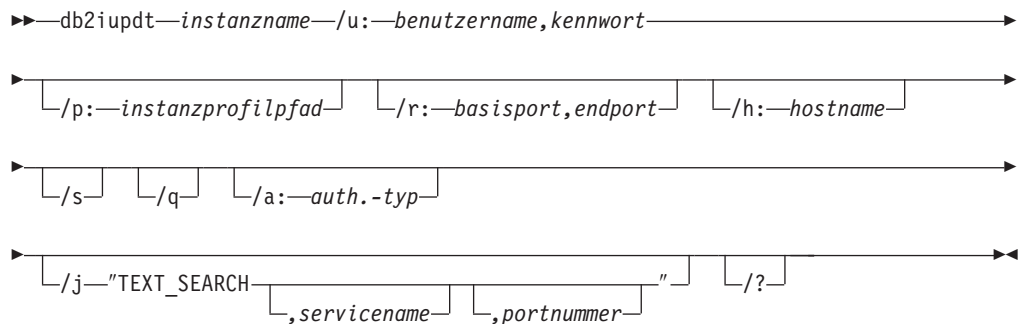 db2iupdt instanzname /u: benutzername,kennwort
/p: instanzprofilpfad /r: basisport,endport /h: hostname
/s /q /a: auth.-typ
/j "TEXT_SEARCH ,servicename ,portnummer " /?